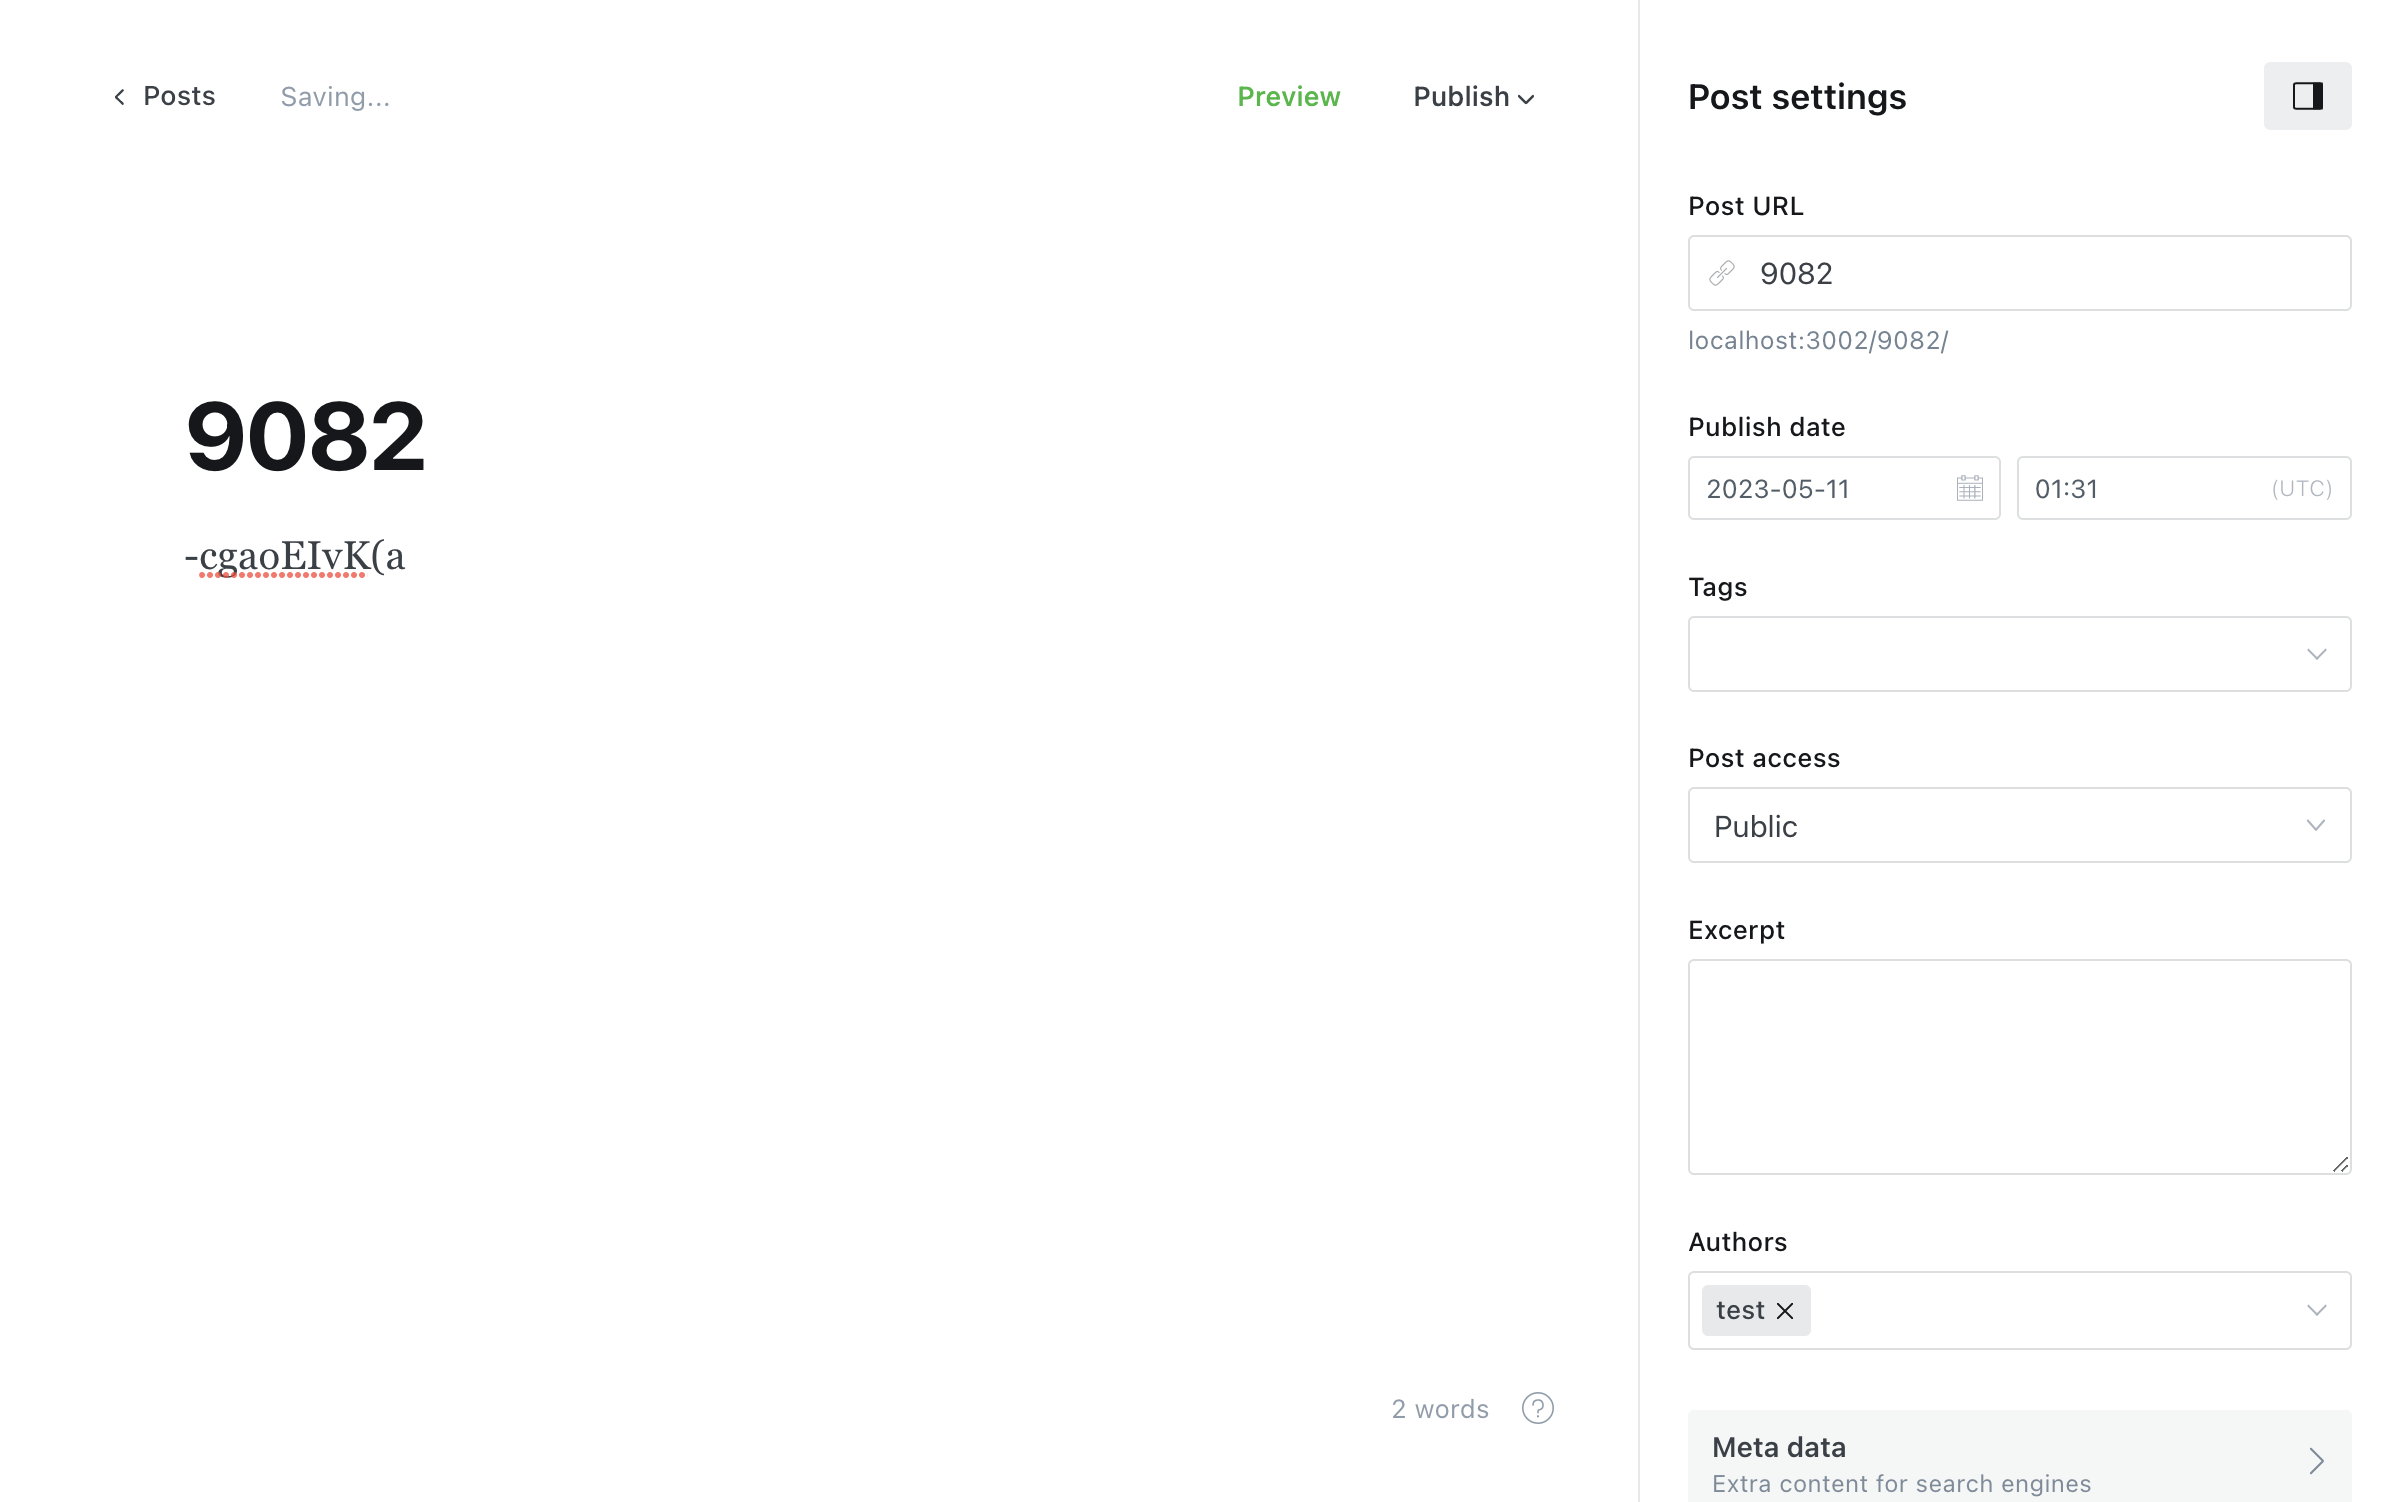 Posts
Saving...
Preview
Publish
Post settings
Post URL
9082
localhost:3002/9082/
9082
-cgaoEIvK(a
Publish date
2023-05-11
01:31
(UTC)
Tags
Post access
Public
Excerpt
Authors
test
2 words
?
Meta data
Extra content for search engines